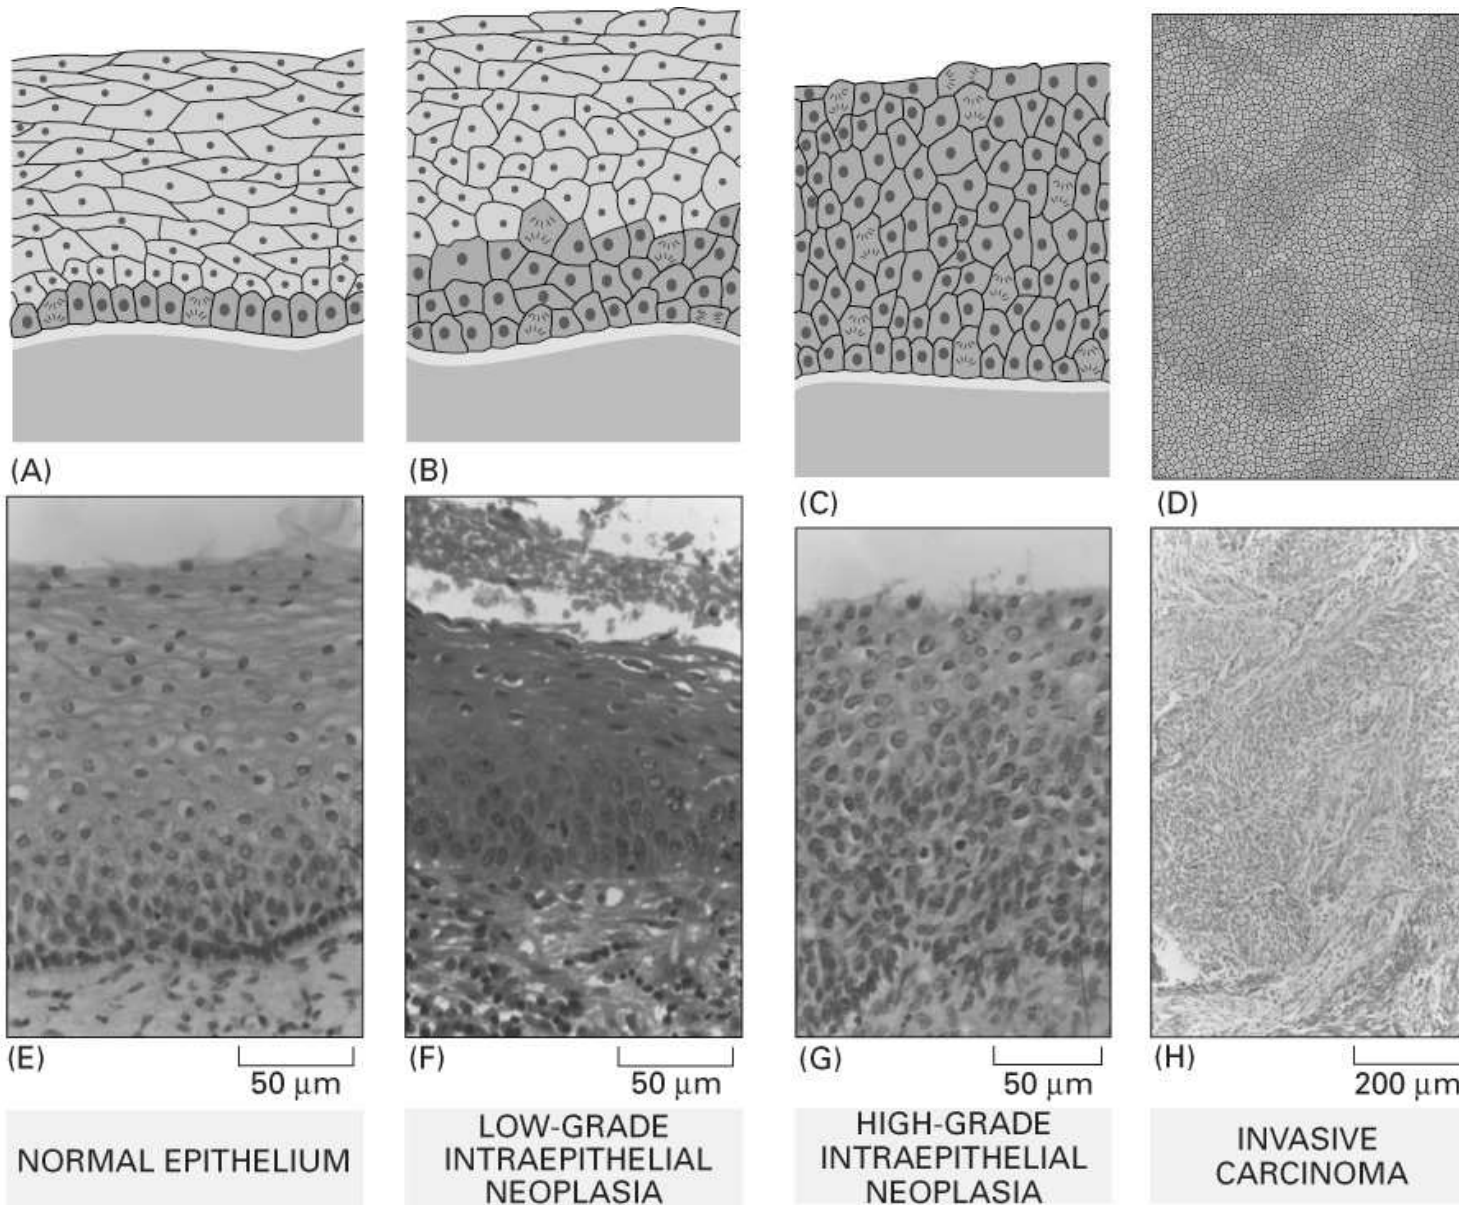 (A)
(B)
(C)
(D)
(E)
50 μm
(F)
50 μm
(G)
50 μm
(H)
200 μm
NORMAL EPITHELIUM
LOW-GRADE
INTRAEPITHELIAL
NEOPLASIA
HIGH-GRADE
INTRAEPITHELIAL
NEOPLASIA
INVASIVE
CARCINOMA